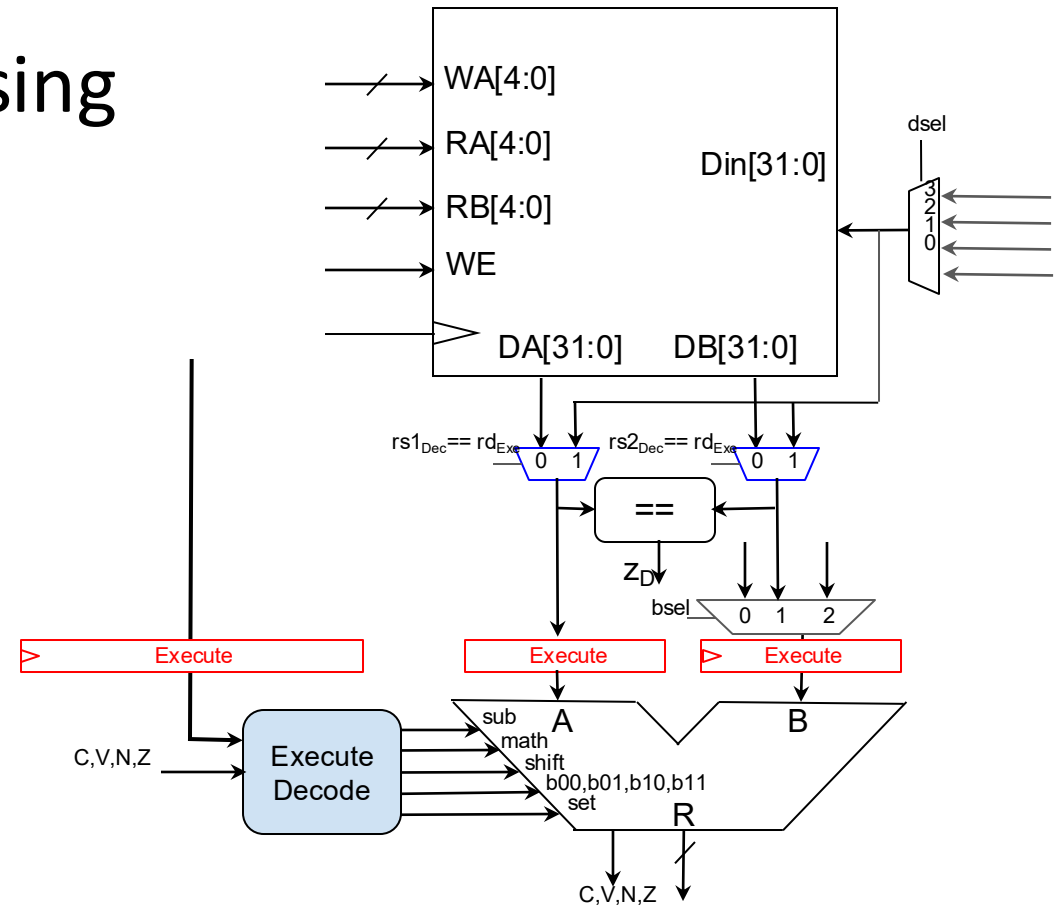 sing
WA[4:0]
RA[4:0]
RB[4:0]
WE
Din[31:0]
dsel
3
2
1
0
DA[31:0] DB[31:0]
rs1Dec== rdExe
0 1
rs2Dec== rdExe
0 1
==
zD
bsel
0 1 2
Execute
Execute
Execute
A
B
sub
math
shift
b00,b01,b10,b11
set
R
C,V,N,Z
Execute
Decode
C,V,N,Z